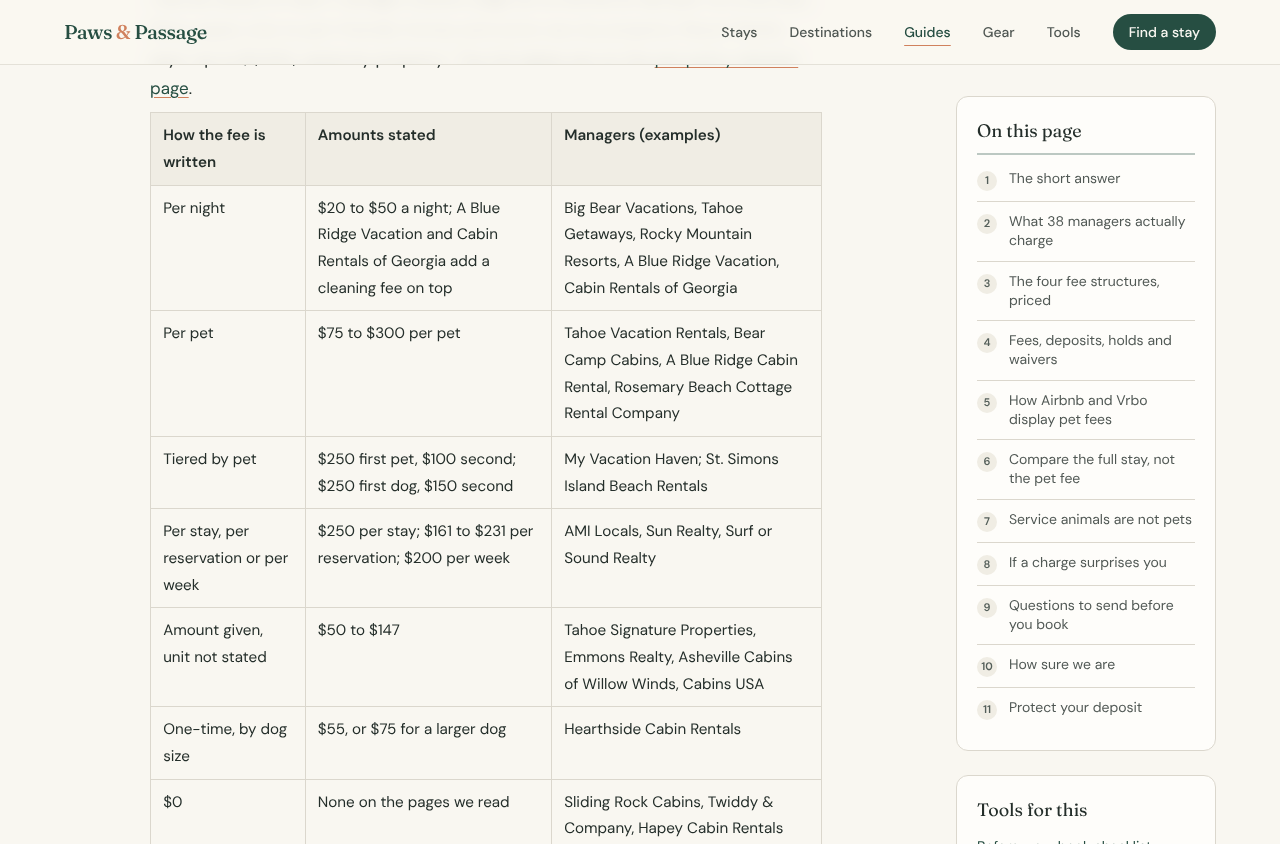 Paws & Passage
Stays
Destinations
Guides
Gear
Tools
Find a stay
page.
How the fee is
written
Amounts stated
Managers (examples)
Per night
$20 to $50 a night; A Blue
Ridge Vacation and Cabin
Rentals of Georgia add a
cleaning fee on top
Big Bear Vacations, Tahoe
Getaways, Rocky Mountain
Resorts, A Blue Ridge Vacation,
Cabin Rentals of Georgia
Per pet
$75 to $300 per pet
Tahoe Vacation Rentals, Bear
Camp Cabins, A Blue Ridge Cabin
Rental, Rosemary Beach Cottage
Rental Company
Tiered by pet
$250 first pet, $100 second;
$250 first dog, $150 second
My Vacation Haven; St. Simons
Island Beach Rentals
Per stay, per
reservation or per
week
$250 per stay; $161 to $231 per
reservation; $200 per week
AMI Locals, Sun Realty, Surf or
Sound Realty
Amount given,
unit not stated
$50 to $147
Tahoe Signature Properties,
Emmons Realty, Asheville Cabins
of Willow Winds, Cabins USA
One-time, by dog
size
$55, or $75 for a larger dog
Hearthside Cabin Rentals
$0
None on the pages we read
Sliding Rock Cabins, Twiddy &
Company, Hapey Cabin Rentals
On this page
1 The short answer
2 What 38 managers actually
charge
3 The four fee structures,
priced
4 Fees, deposits, holds and
waivers
5 How Airbnb and Vrbo
display pet fees
6 Compare the full stay, not
the pet fee
7 Service animals are not pets
8 If a charge surprises you
9 Questions to send before
you book
10 How sure we are
11 Protect your deposit
Tools for this